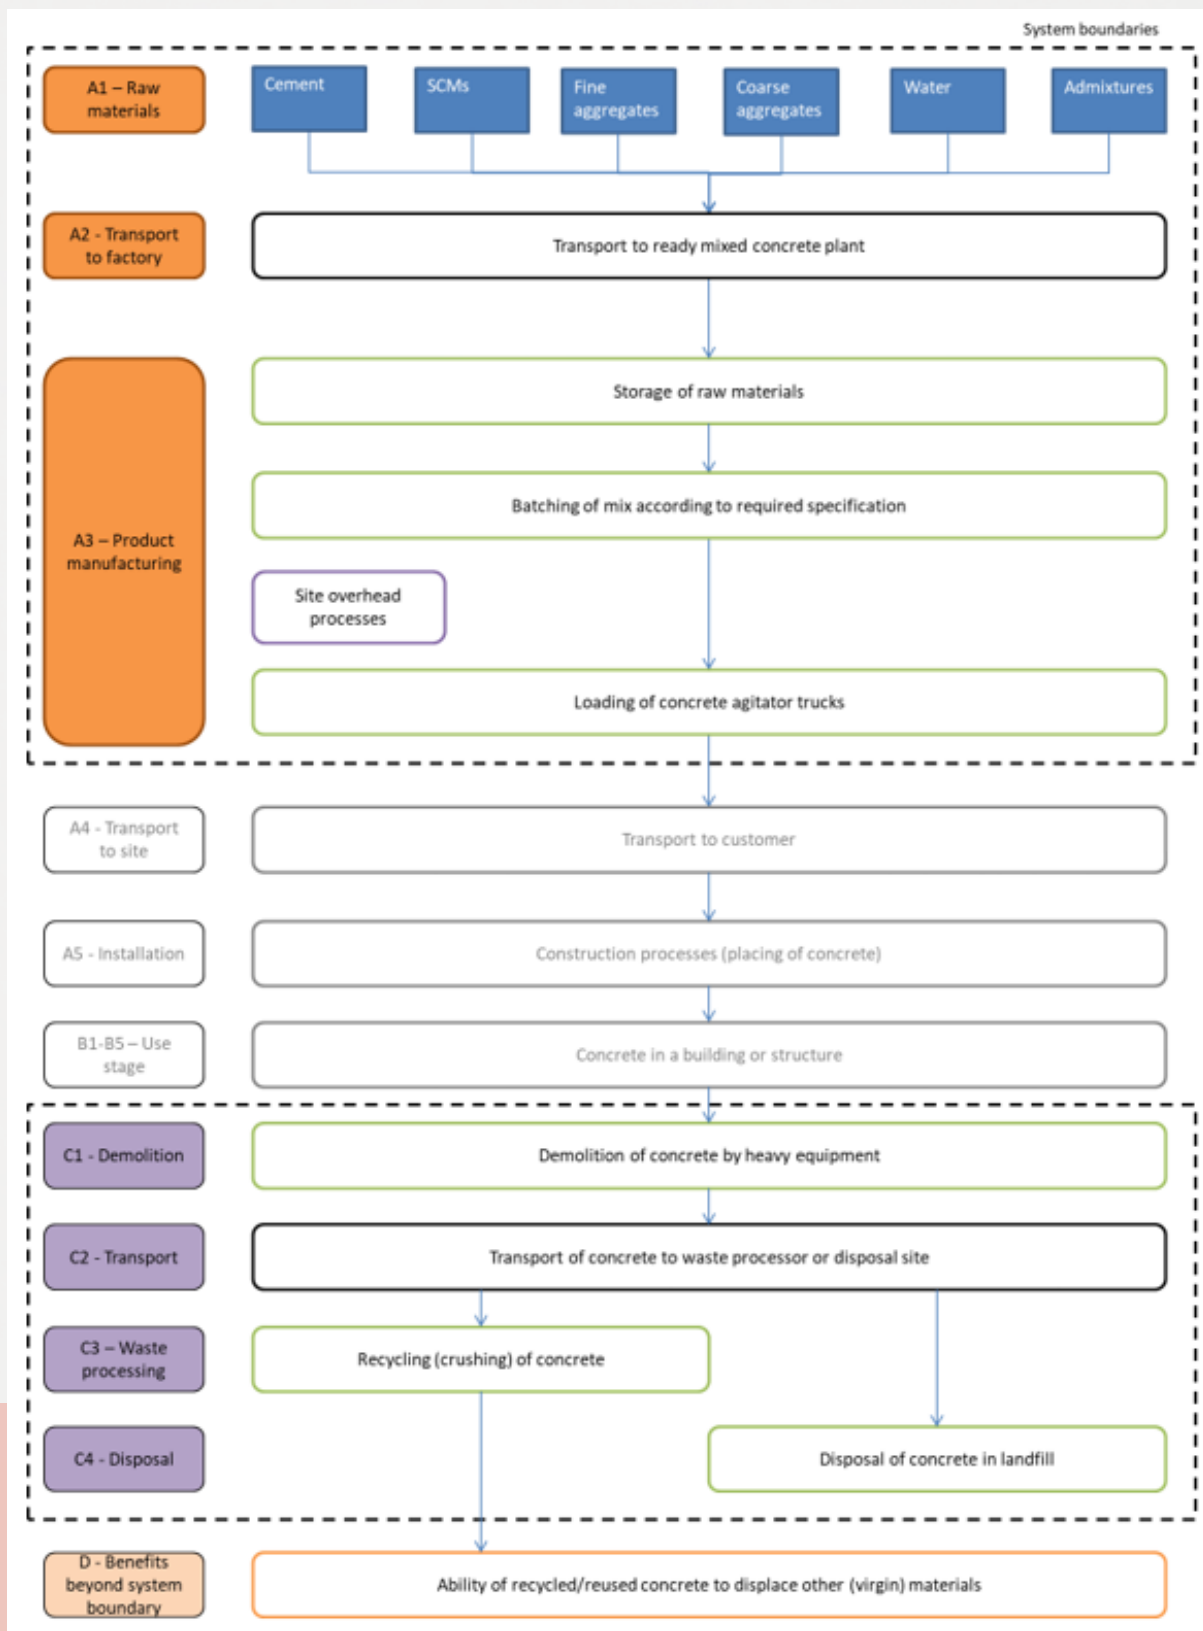 System boundaries
A1 – Raw
materials
Cement
SCMs
Fine
aggregates
Coarse
aggregates
Water
Admixtures
A2 - Transport
to factory
Transport to ready mixed concrete plant
A3 – Product
manufacturing
Storage of raw materials
Batching of mix according to required specification
Site overhead
processes
Loading of concrete agitator trucks
A4 - Transport
to site
Transport to customer
A5 - Installation
Construction processes (placing of concrete)
B1-B5 – Use
stage
Concrete in a building or structure
C1 - Demolition
Demolition of concrete by heavy equipment
C2 - Transport
Transport of concrete to waste processor or disposal site
C3 – Waste
processing
Recycling (crushing) of concrete
C4 - Disposal
Disposal of concrete in landfill
D - Benefits
beyond system
boundary
Ability of recycled/reused concrete to displace other (virgin) materials